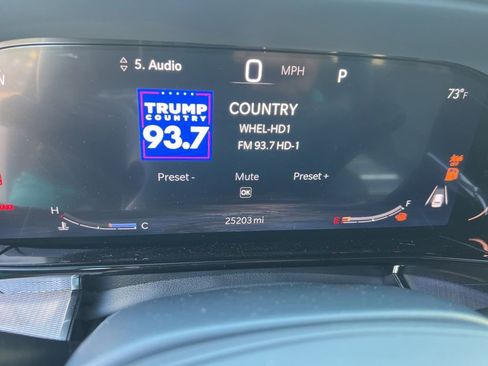 5. Audio
0 MPH
P
N
73°F
TRUMP
COUNTRY
93.7
COUNTRY
WHEL-HD1
FM 93.7 HD-1
Preset -
Mute
Preset +
OK
H
C
25203 mi
E
F